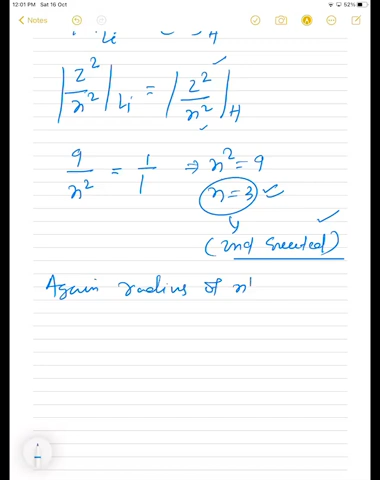 12:01 PM Sat 16 Oct
52%
Notes
Li H
|Z²/n²|Li = |Z²/n²|H
9/n² = 1/1 ⇒ n² = 9
n = 3
(2nd excited)
Again radius of n